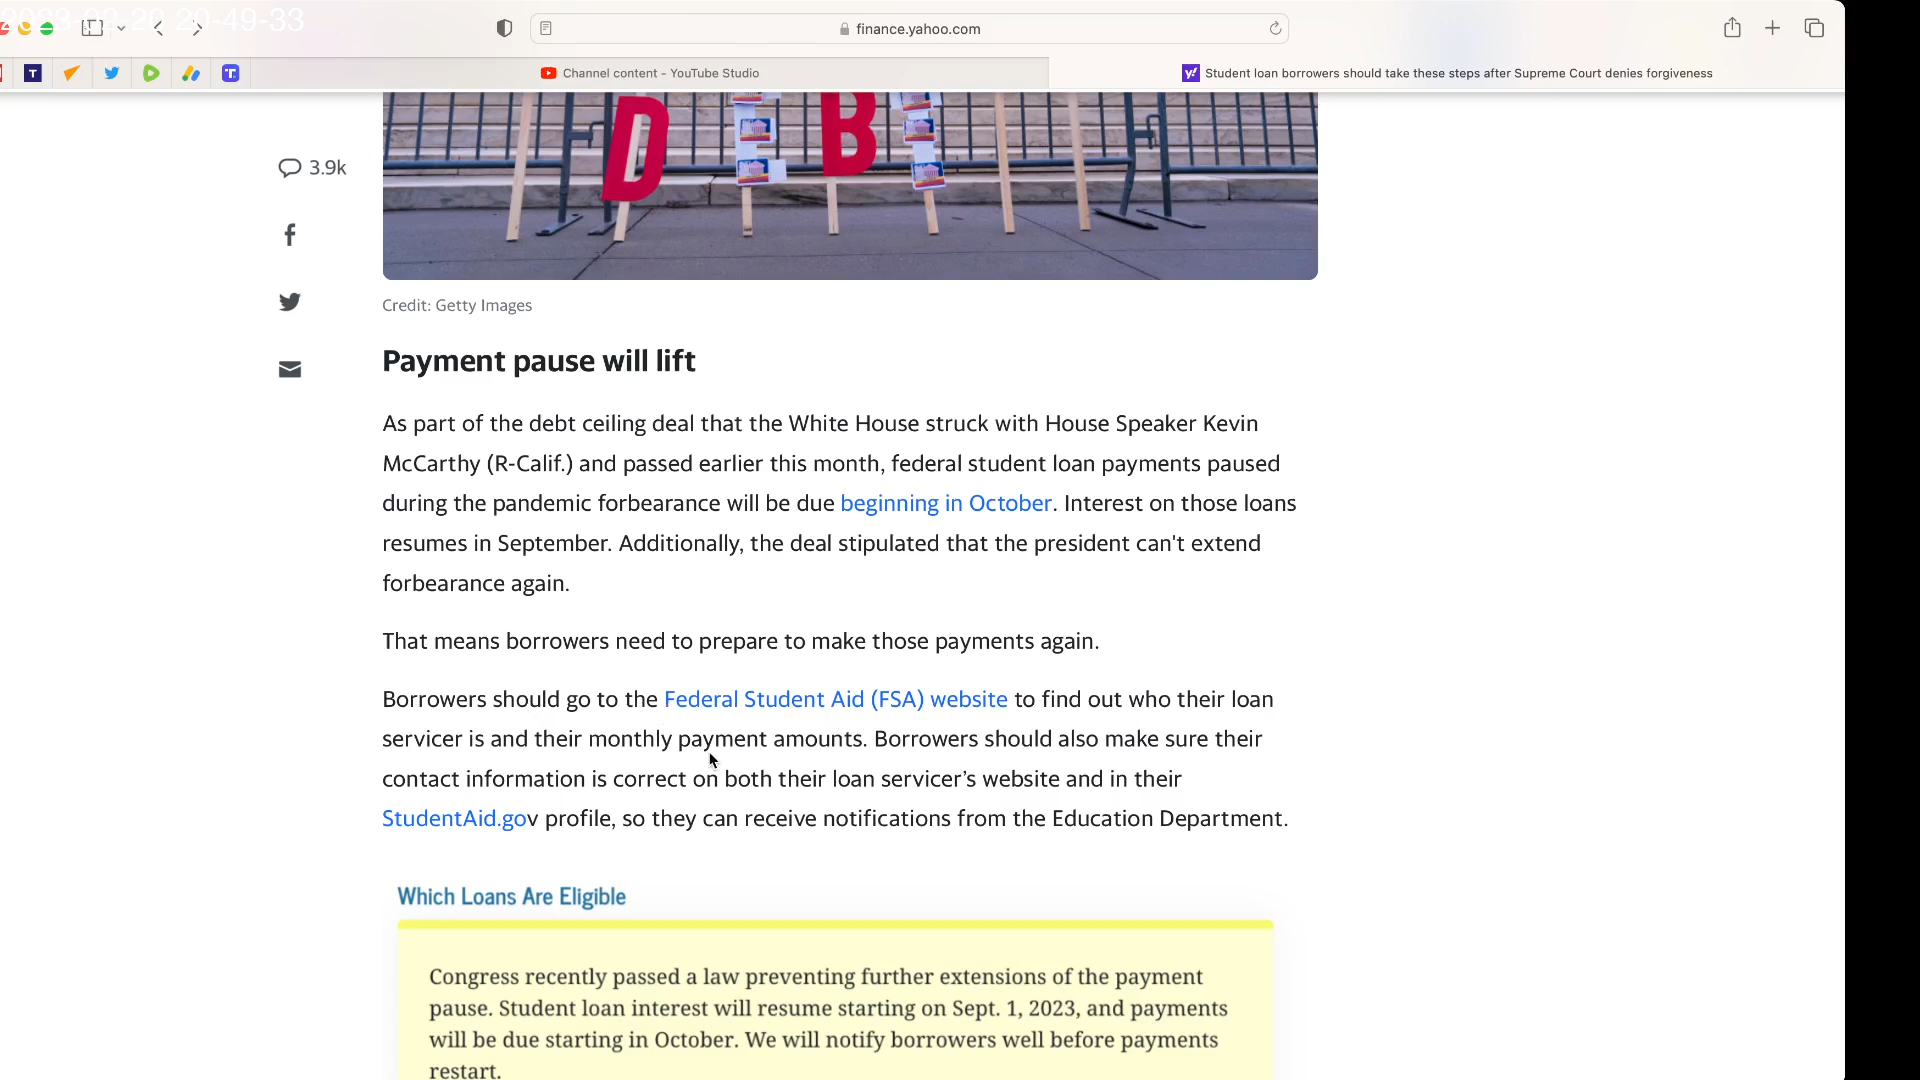 2023-02-20 20-49-33
finance.yahoo.com
T
T.
Channel content - YouTube Studio
y! Student loan borrowers should take these steps after Supreme Court denies forgiveness
D E B
3.9k
Credit: Getty Images
Payment pause will lift
As part of the debt ceiling deal that the White House struck with House Speaker Kevin
McCarthy (R-Calif.) and passed earlier this month, federal student loan payments paused
during the pandemic forbearance will be due beginning in October. Interest on those loans
resumes in September. Additionally, the deal stipulated that the president can't extend
forbearance again.
That means borrowers need to prepare to make those payments again.
Borrowers should go to the Federal Student Aid (FSA) website to find out who their loan
servicer is and their monthly payment amounts. Borrowers should also make sure their
contact information is correct on both their loan servicer’s website and in their
StudentAid.gov profile, so they can receive notifications from the Education Department.
Which Loans Are Eligible
Congress recently passed a law preventing further extensions of the payment
pause. Student loan interest will resume starting on Sept. 1, 2023, and payments
will be due starting in October. We will notify borrowers well before payments
restart.